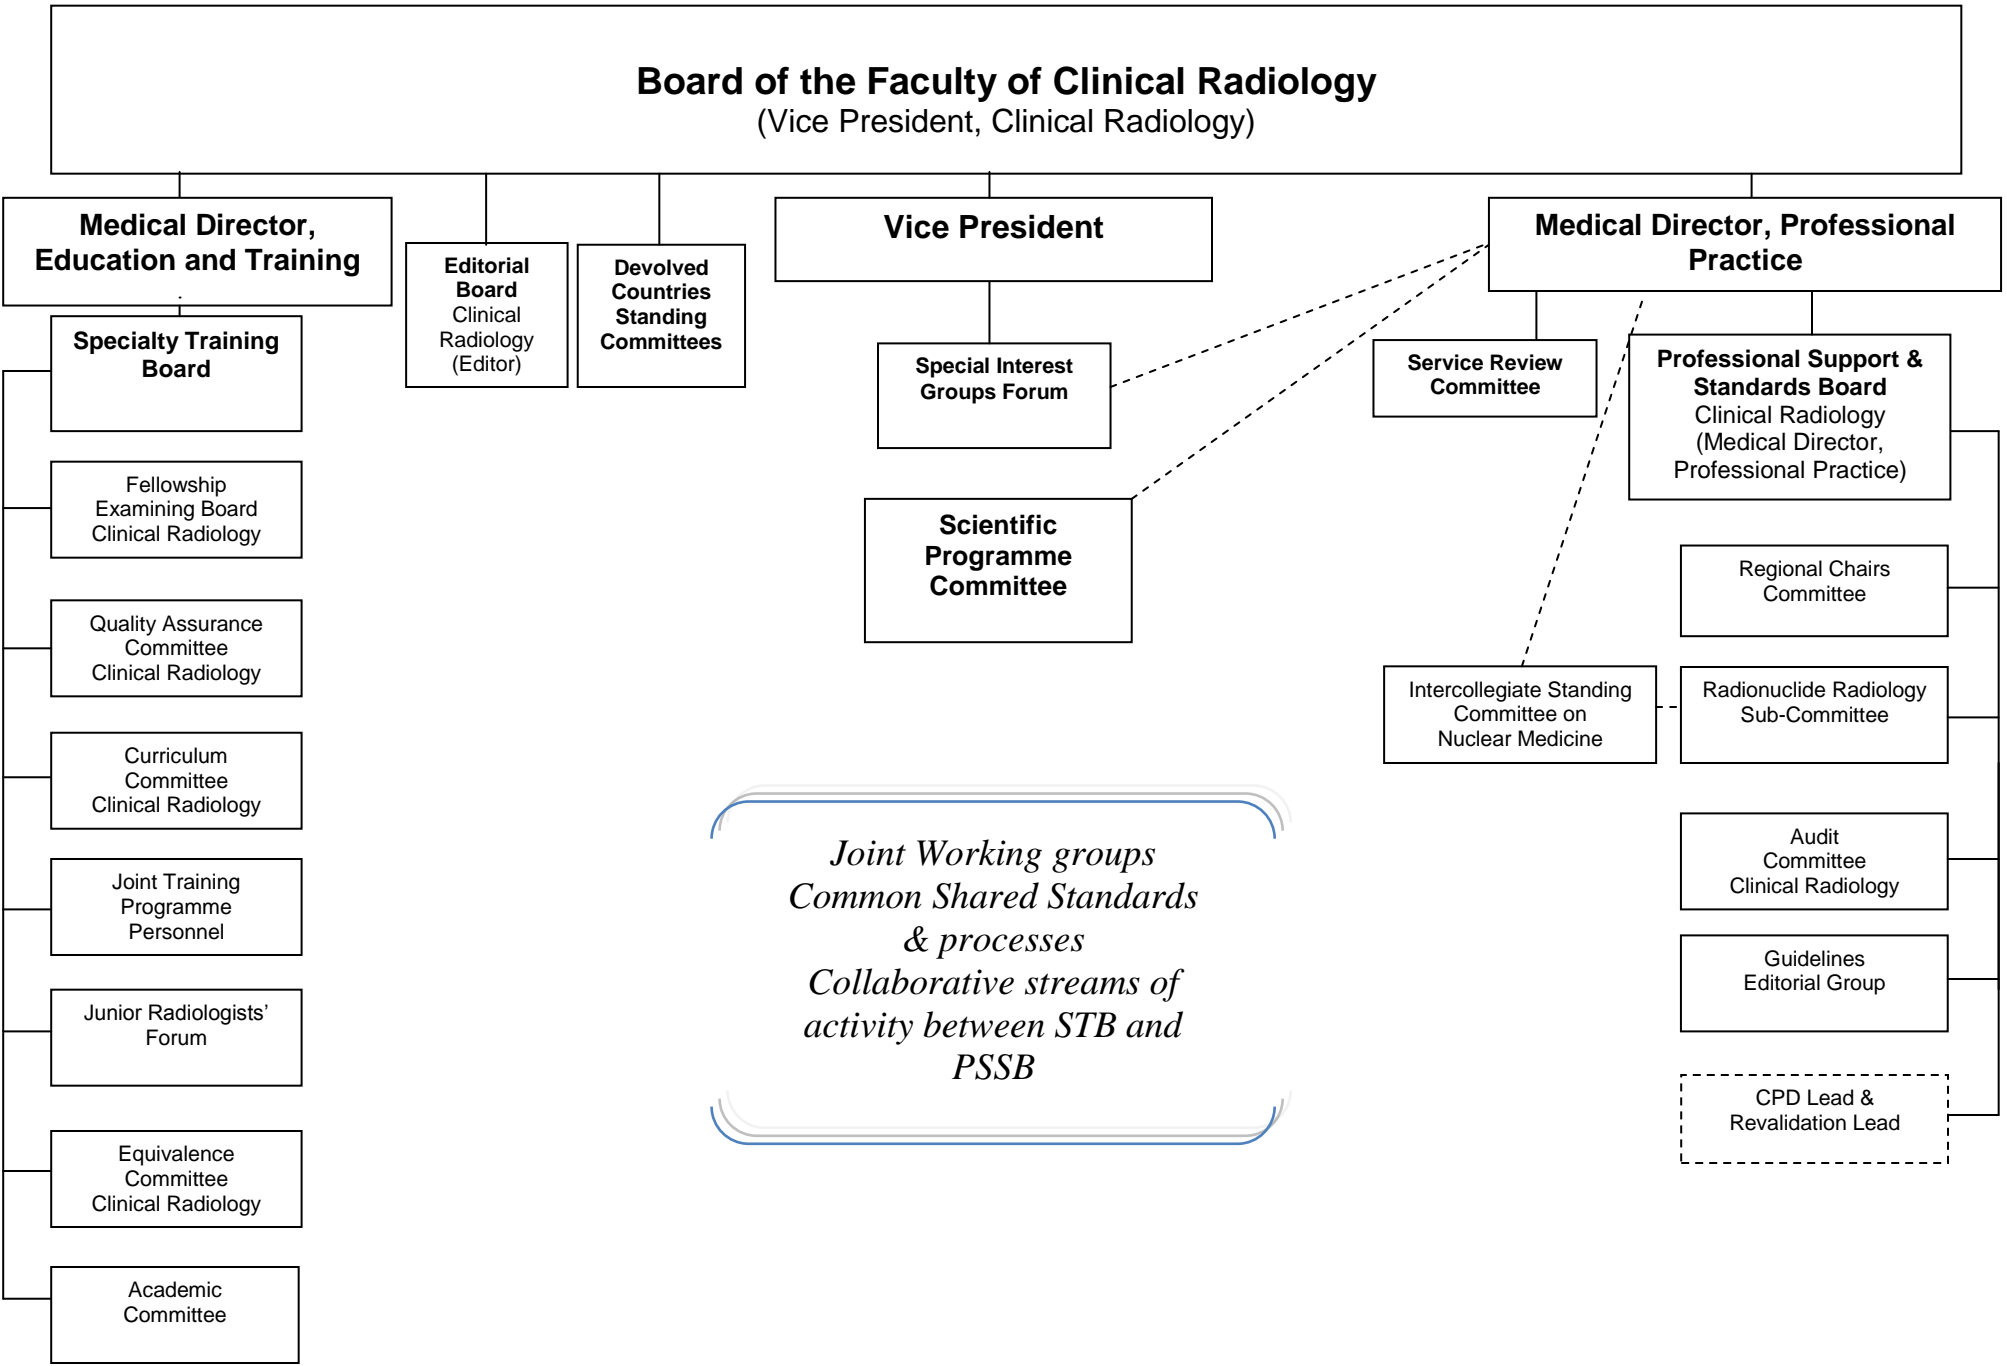 Board of the Faculty of Clinical Radiology
(Vice President, Clinical Radiology)
Medical Director,
Education and Training
.
Specialty Training
Board
Fellowship
Examining Board
Clinical Radiology
Quality Assurance
Committee
Clinical Radiology
Curriculum
Committee
Clinical Radiology
Joint Training
Programme
Personnel
Junior Radiologists’
Forum
Equivalence
Committee
Clinical Radiology
Academic
Committee
Editorial
Board
Clinical
Radiology
(Editor)
Devolved
Countries
Standing
Committees
Vice President
Special Interest
Groups Forum
Scientific
Programme
Committee
Joint Working groups
Common Shared Standards
& processes
Collaborative streams of
activity between STB and
PSSB
Medical Director, Professional
Practice
Service Review
Committee
Professional Support &
Standards Board
Clinical Radiology
(Medical Director,
Professional Practice)
Regional Chairs
Committee
Intercollegiate Standing
Committee on
Nuclear Medicine
Radionuclide Radiology
Sub-Committee
Audit
Committee
Clinical Radiology
Guidelines
Editorial Group
CPD Lead &
Revalidation Lead